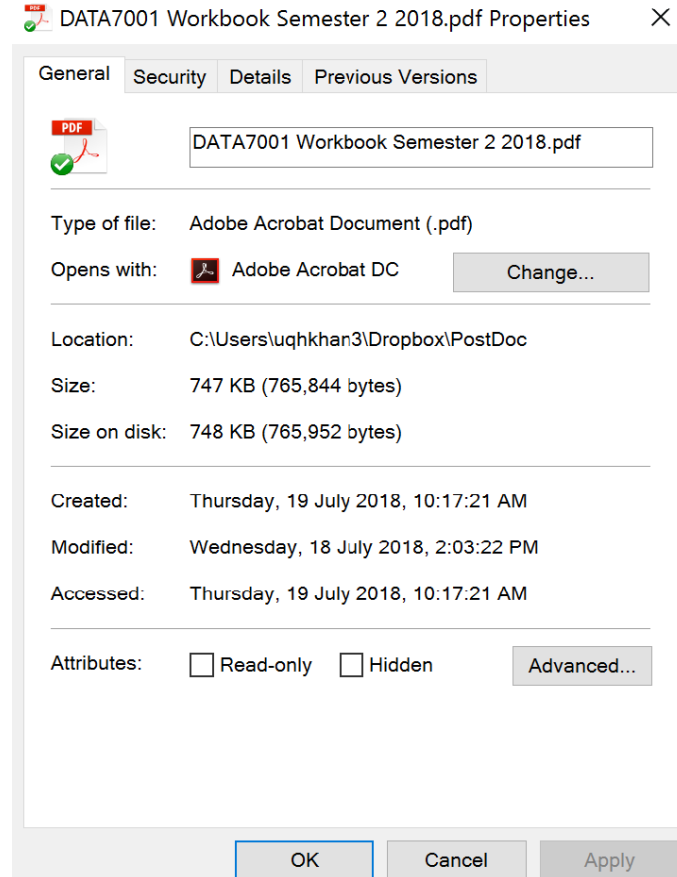 DATA7001 Workbook Semester 2 2018.pdf Properties
General Security Details Previous Versions
PDF
DATA7001 Workbook Semester 2 2018.pdf
Type of file: Adobe Acrobat Document (.pdf)
Opens with: Adobe Acrobat DC Change...
Location: C:\Users\uqhkhan3\Dropbox\PostDoc
Size: 747 KB (765,844 bytes)
Size on disk: 748 KB (765,952 bytes)
Created: Thursday, 19 July 2018, 10:17:21 AM
Modified: Wednesday, 18 July 2018, 2:03:22 PM
Accessed: Thursday, 19 July 2018, 10:17:21 AM
Attributes: Read-only Hidden Advanced...
OK Cancel Apply